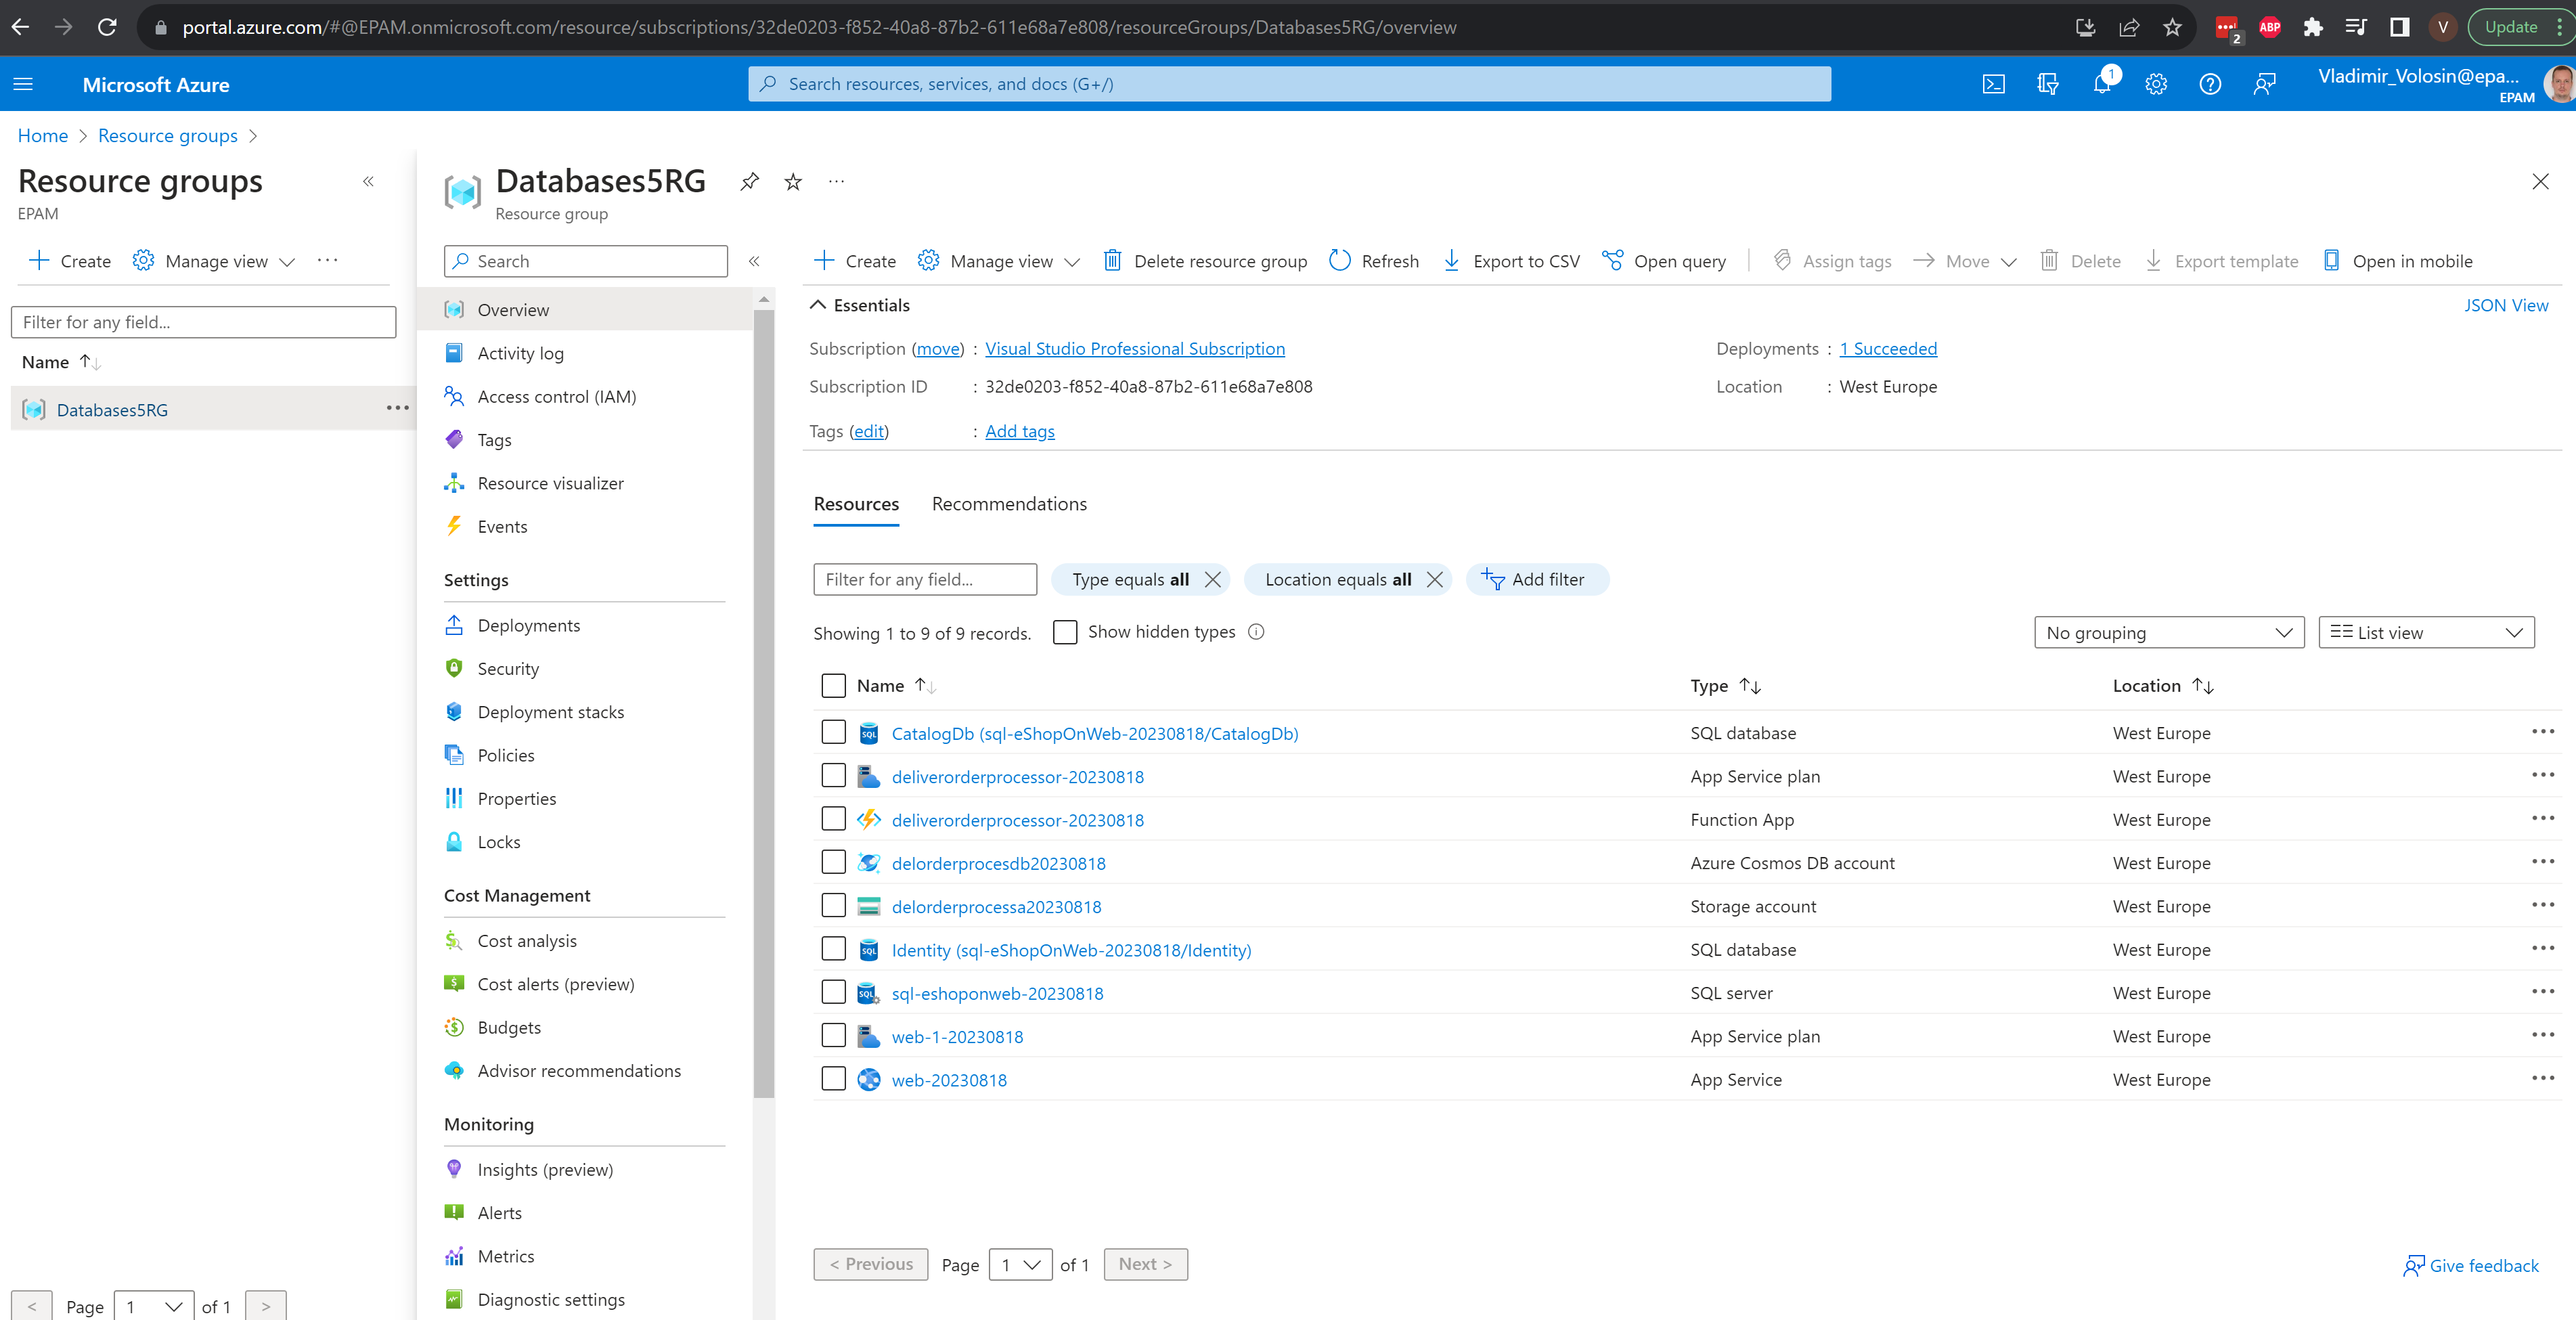 portal.azure.com/#@EPAM.onmicrosoft.com/resource/subscriptions/32de0203-f852-40a8-87b2-611e68a7e808/resourceGroups/Databases5RG/overview
2 ABP V Update
Microsoft Azure
Search resources, services, and docs (G+/)
1
Vladimir_Volosin@epa...
EPAM
Home > Resource groups >
Resource groups
EPAM
Create Manage view
Filter for any field...
Name
Databases5RG
< Page 1 of 1 >
Databases5RG
Resource group
Search
Overview
Activity log
Access control (IAM)
Tags
Resource visualizer
Events
Settings
Deployments
Security
Deployment stacks
Policies
Properties
Locks
Cost Management
Cost analysis
Cost alerts (preview)
Budgets
Advisor recommendations
Monitoring
Insights (preview)
Alerts
Metrics
Diagnostic settings
Create Manage view Delete resource group Refresh Export to CSV Open query Assign tags Move Delete Export template Open in mobile
Essentials JSON View
Subscription (move) : Visual Studio Professional Subscription Deployments : 1 Succeeded
Subscription ID : 32de0203-f852-40a8-87b2-611e68a7e808 Location : West Europe
Tags (edit) : Add tags
Resources Recommendations
Filter for any field... Type equals all Location equals all Add filter
Showing 1 to 9 of 9 records. Show hidden types No grouping List view
Name Type Location
CatalogDb (sql-eShopOnWeb-20230818/CatalogDb) SQL database West Europe
deliverorderprocessor-20230818 App Service plan West Europe
deliverorderprocessor-20230818 Function App West Europe
delorderprocesdb20230818 Azure Cosmos DB account West Europe
delorderprocessa20230818 Storage account West Europe
Identity (sql-eShopOnWeb-20230818/Identity) SQL database West Europe
sql-eshoponweb-20230818 SQL server West Europe
web-1-20230818 App Service plan West Europe
web-20230818 App Service West Europe
< Previous Page 1 of 1 Next > Give feedback